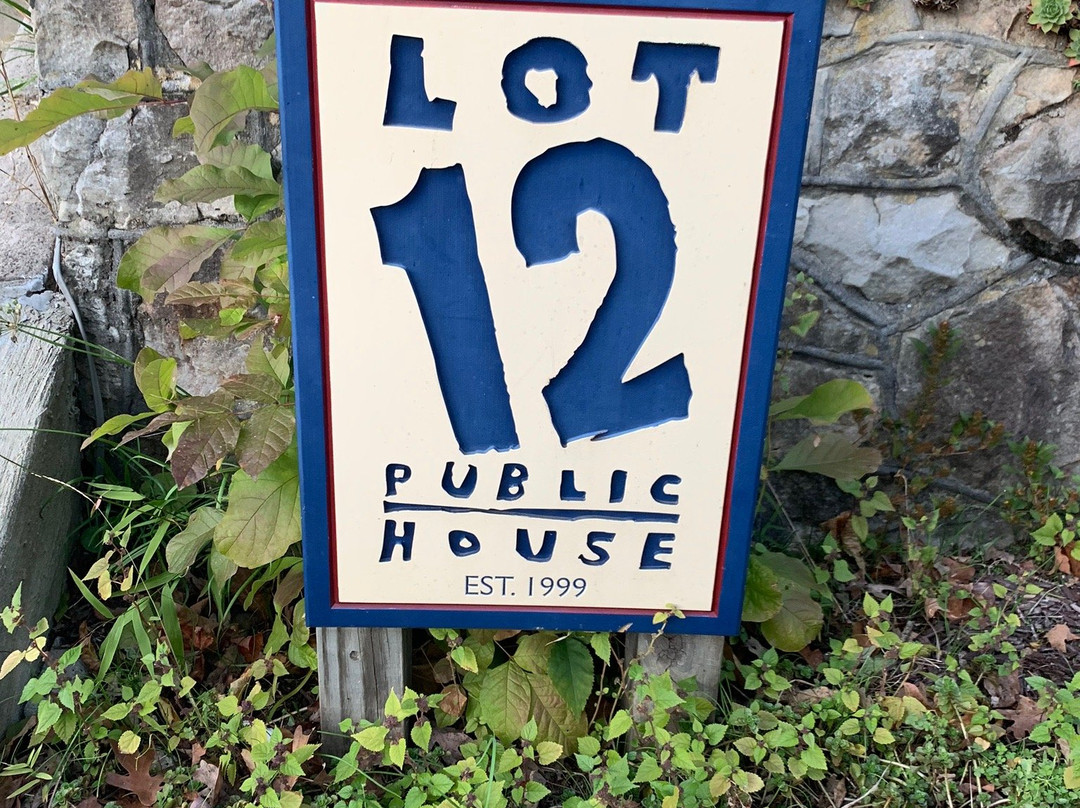 LOT
12
PUBLIC
HOUSE
EST. 1999